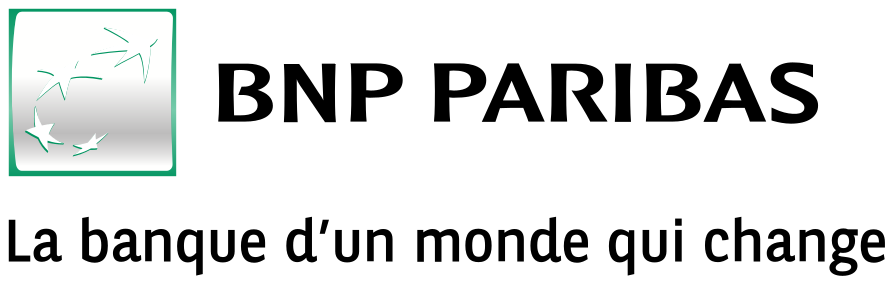 BNP PARIBAS
La banque d'un monde qui change